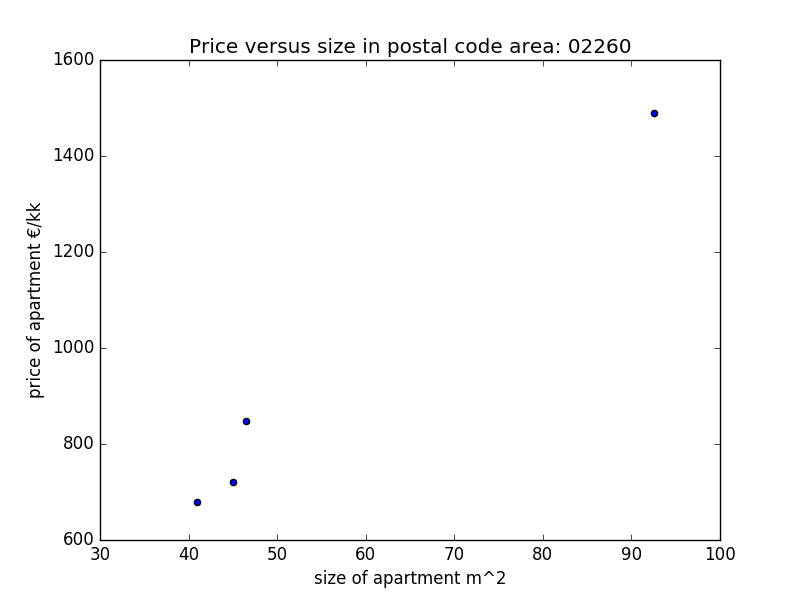 Price versus size in postal code area: 02260
1600
1400
1200
1000
800
600
price of apartment €/kk
30 40 50 60 70 80 90 100
size of apartment m^2